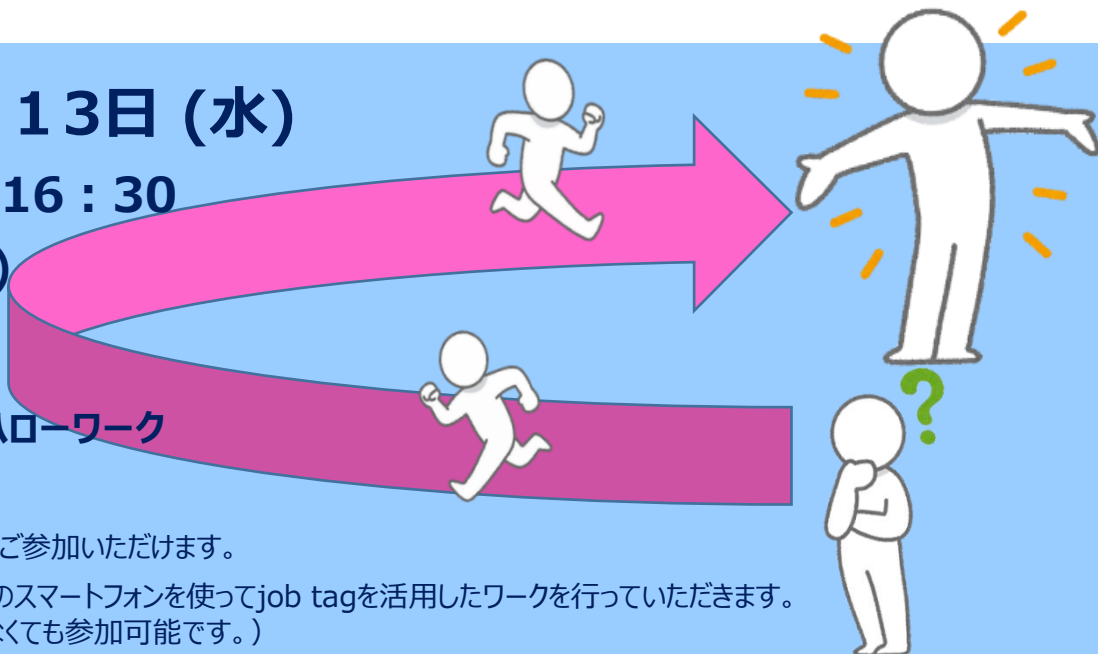 13日 (水)
16：30
)
ハローワーク
ご参加いただけます。
のスマートフォンを使ってjob tagを活用したワークを行っていただきます。
なくても参加可能です。）
?